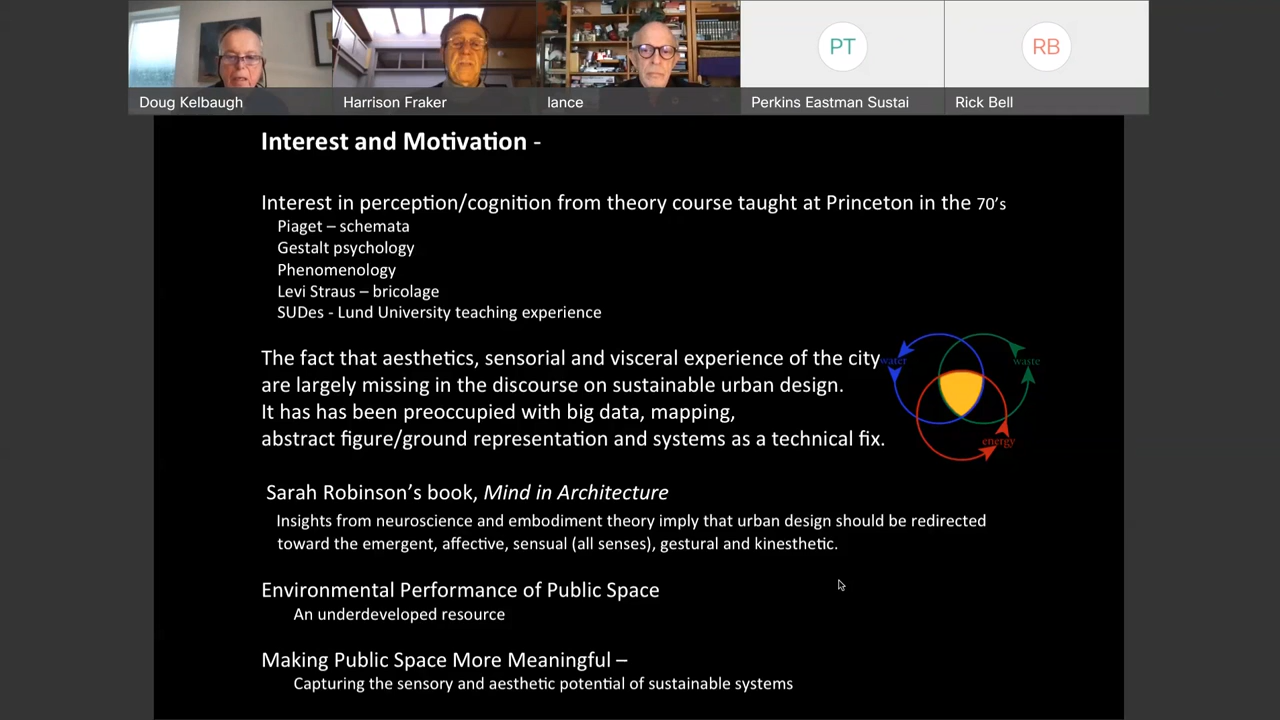 Doug Kelbaugh
Harrison Fraker
lance
PT
Perkins Eastman Sustai
RB
Rick Bell
Interest and Motivation -
Interest in perception/cognition from theory course taught at Princeton in the 70's
Piaget – schemata
Gestalt psychology
Phenomenology
Levi Straus – bricolage
SUDes - Lund University teaching experience
The fact that aesthetics, sensorial and visceral experience of the city
are largely missing in the discourse on sustainable urban design.
It has has been preoccupied with big data, mapping,
abstract figure/ground representation and systems as a technical fix.
water
waste
energy
Sarah Robinson's book, Mind in Architecture
Insights from neuroscience and embodiment theory imply that urban design should be redirected
toward the emergent, affective, sensual (all senses), gestural and kinesthetic.
Environmental Performance of Public Space
An underdeveloped resource
Making Public Space More Meaningful –
Capturing the sensory and aesthetic potential of sustainable systems